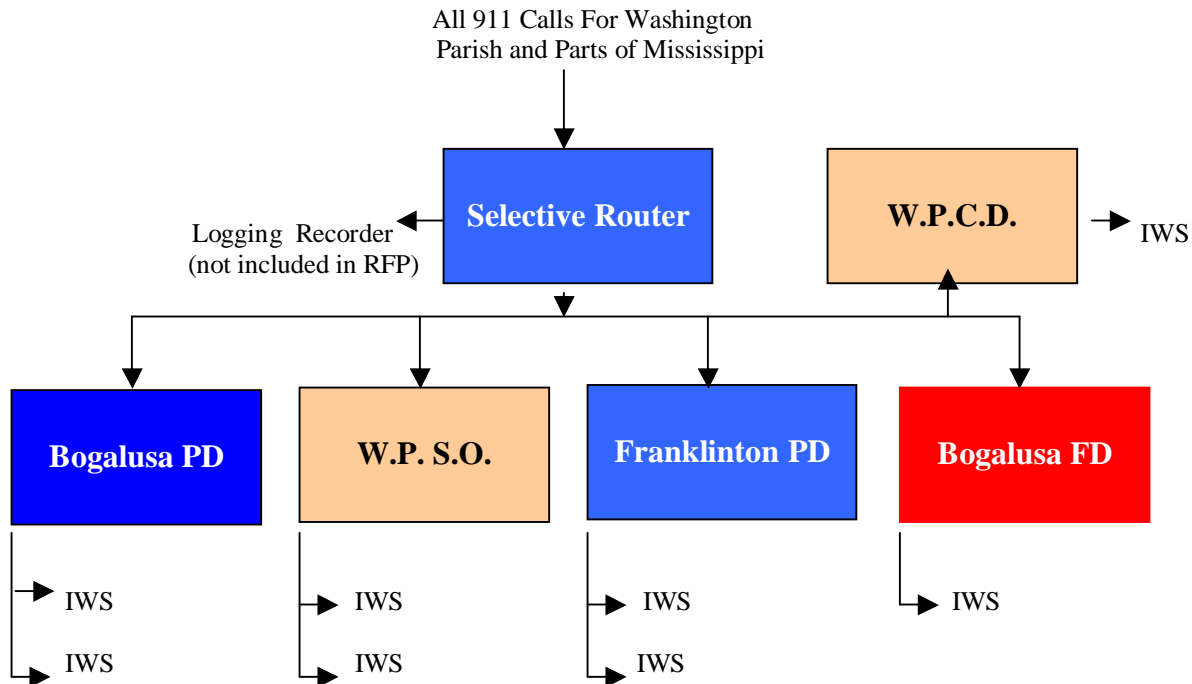 All 911 Calls For Washington
Parish and Parts of Mississippi
Selective Router
W.P.C.D.
Logging Recorder
(not included in RFP)
IWS
Bogalusa PD
W.P. S.O.
Franklinton PD
Bogalusa FD
IWS
IWS
IWS
IWS
IWS
IWS
IWS